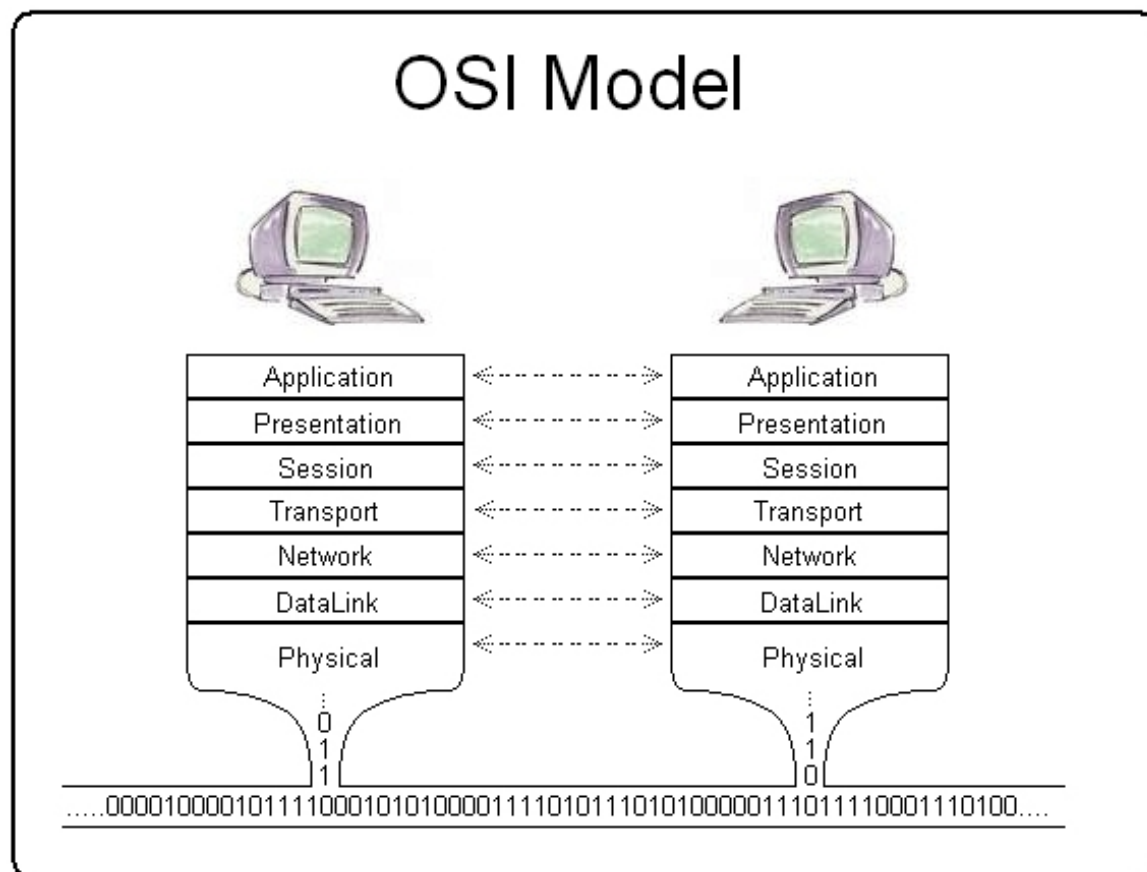 OSI Model
Application Application
Presentation Presentation
Session Session
Transport Transport
Network Network
DataLink DataLink
Physical Physical
: :
0 1
1 1
1 0
.....0000100001011110001010100001111010111010100000111011110001110100....